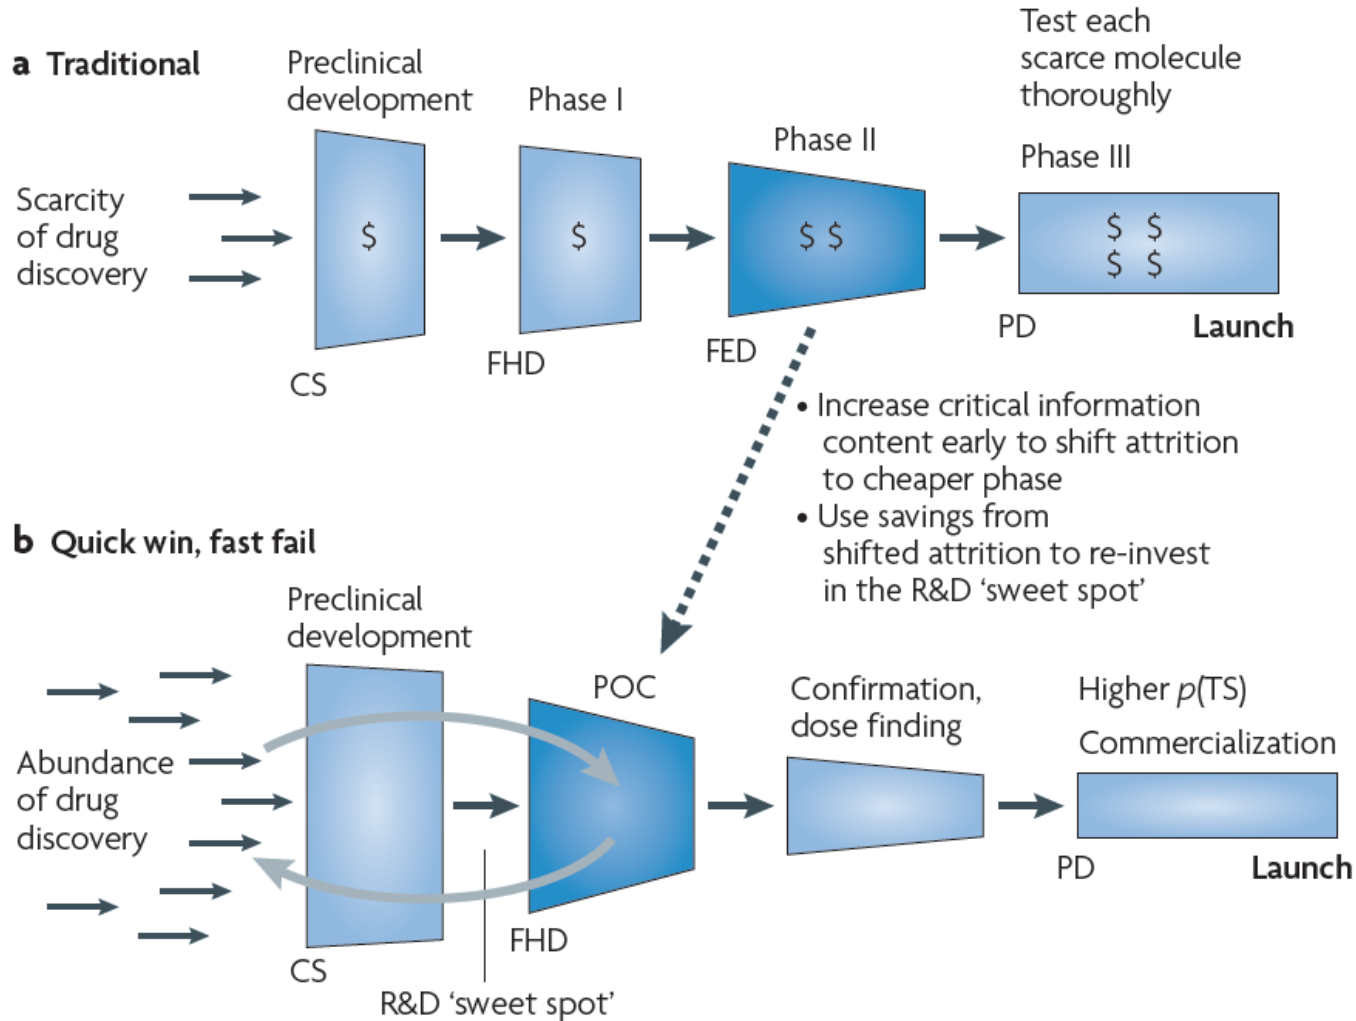 a Traditional
Preclinical
development
Phase I
Phase II
Test each
scarce molecule
thoroughly
Phase III
Scarcity
of drug
discovery
$
$
$ $
$ $
$ $
CS
FHD
FED
PD
Launch
• Increase critical information
content early to shift attrition
to cheaper phase
• Use savings from
shifted attrition to re-invest
in the R&D ‘sweet spot’
b Quick win, fast fail
Preclinical
development
POC
Confirmation,
dose finding
Higher p(TS)
Commercialization
Abundance
of drug
discovery
CS
FHD
PD
Launch
R&D ‘sweet spot’